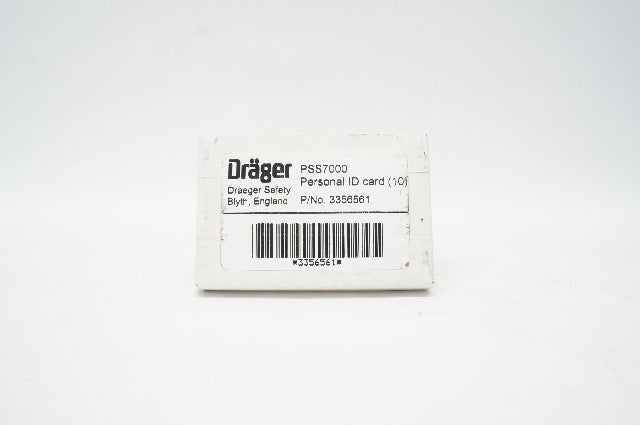 Dräger
Draeger Safety
Blyth, England
PSS7000
Personal ID card (10)
P/No. 3356561
*3356561*